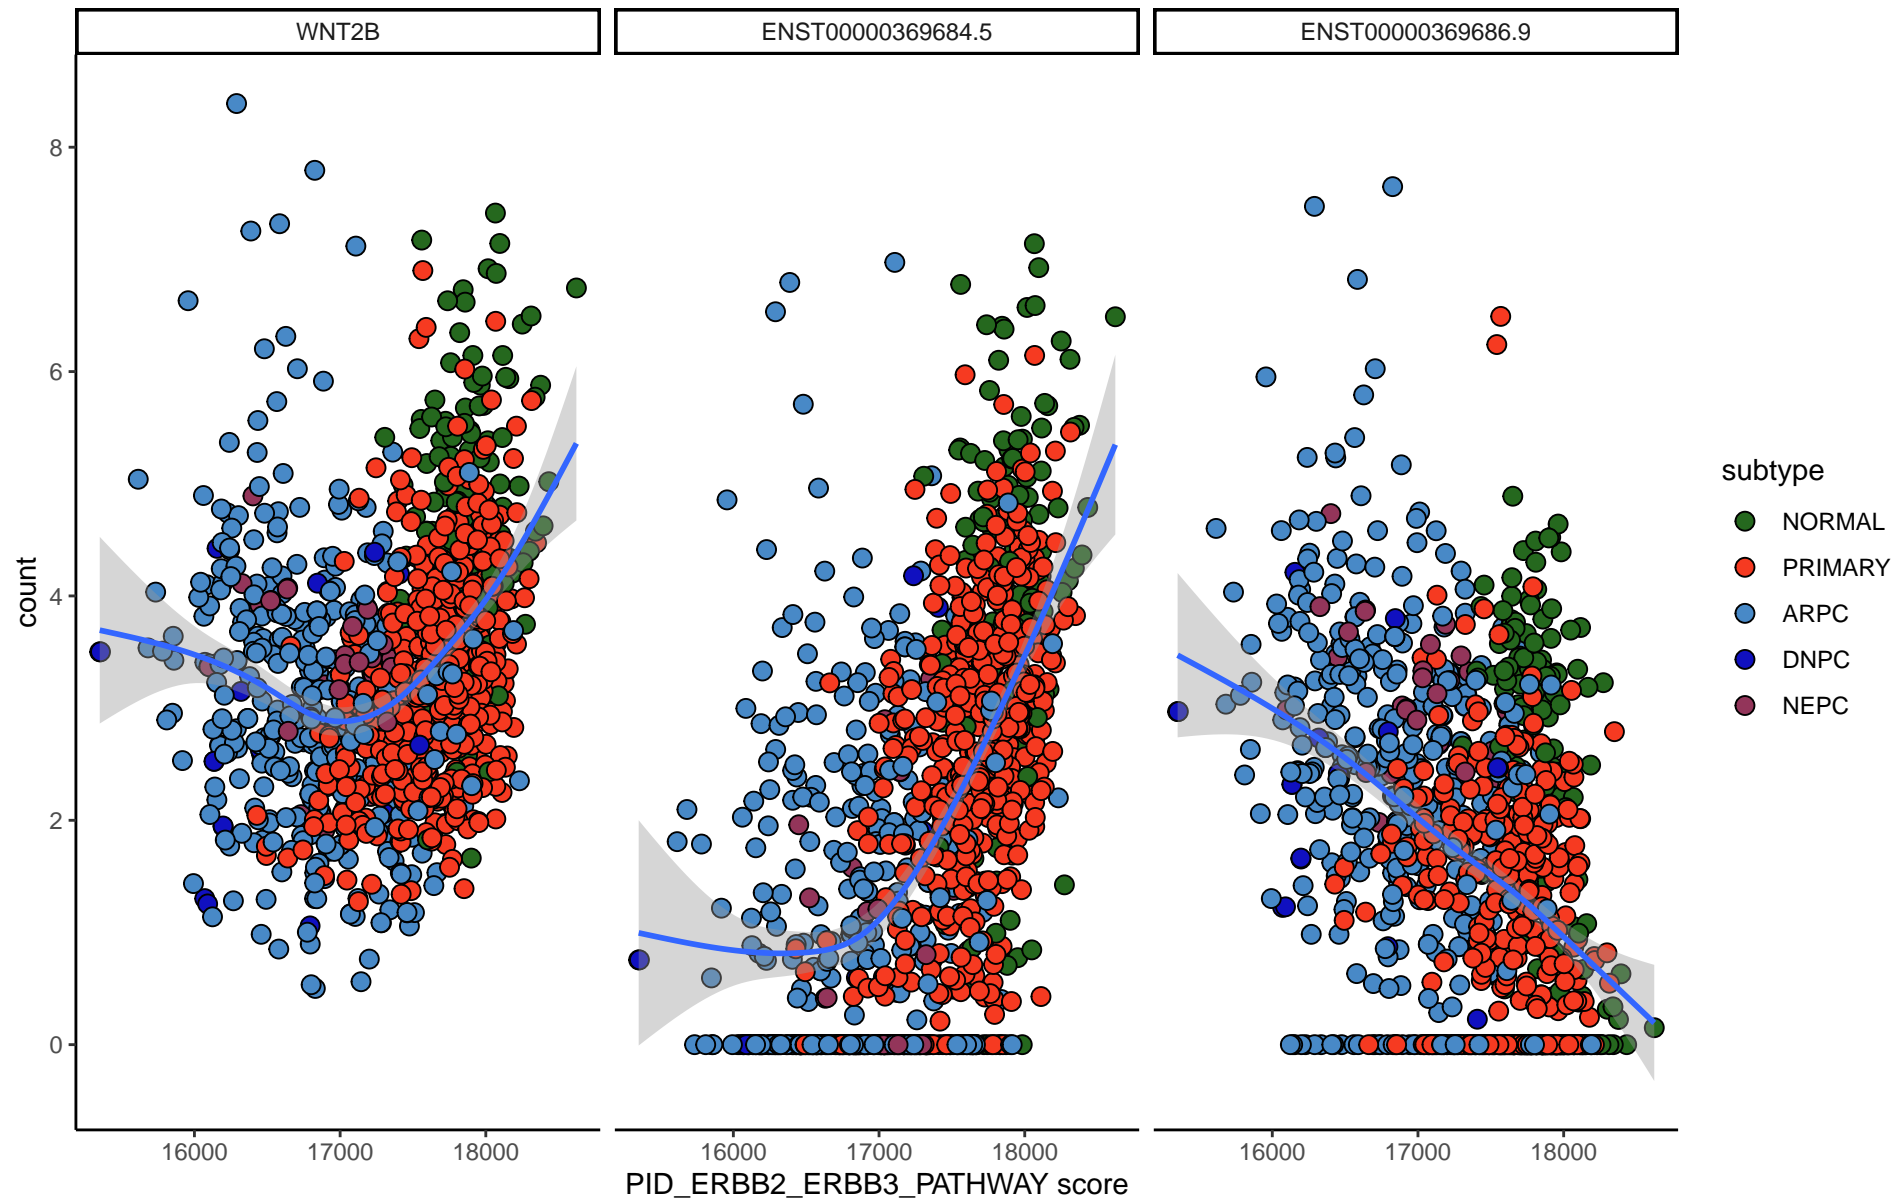 WNT2B
ENST00000369684.5
ENST00000369686.9
8
6
4
2
0
count
16000
17000
18000
16000
17000
18000
16000
17000
18000
PID_ERBB2_ERBB3_PATHWAY score
subtype
NORMAL
PRIMARY
ARPC
DNPC
NEPC